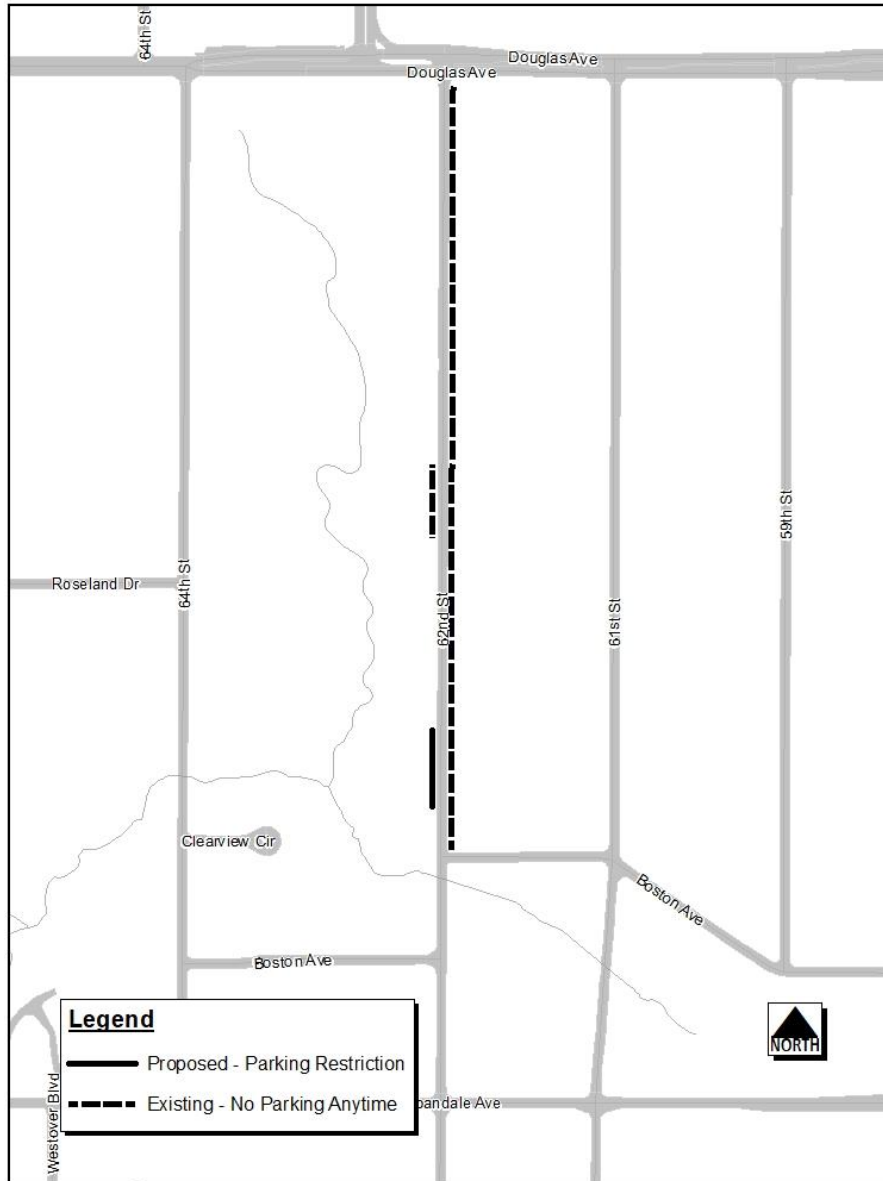 64th St
Douglas Ave
Douglas Ave
59th St
Roseland Dr
64th St
62nd St
61st St
Clearview Cir
Boston Ave
Boston Ave
Legend
Proposed - Parking Restriction
Existing - No Parking Anytime
NORTH
Westover Blvd
Ave